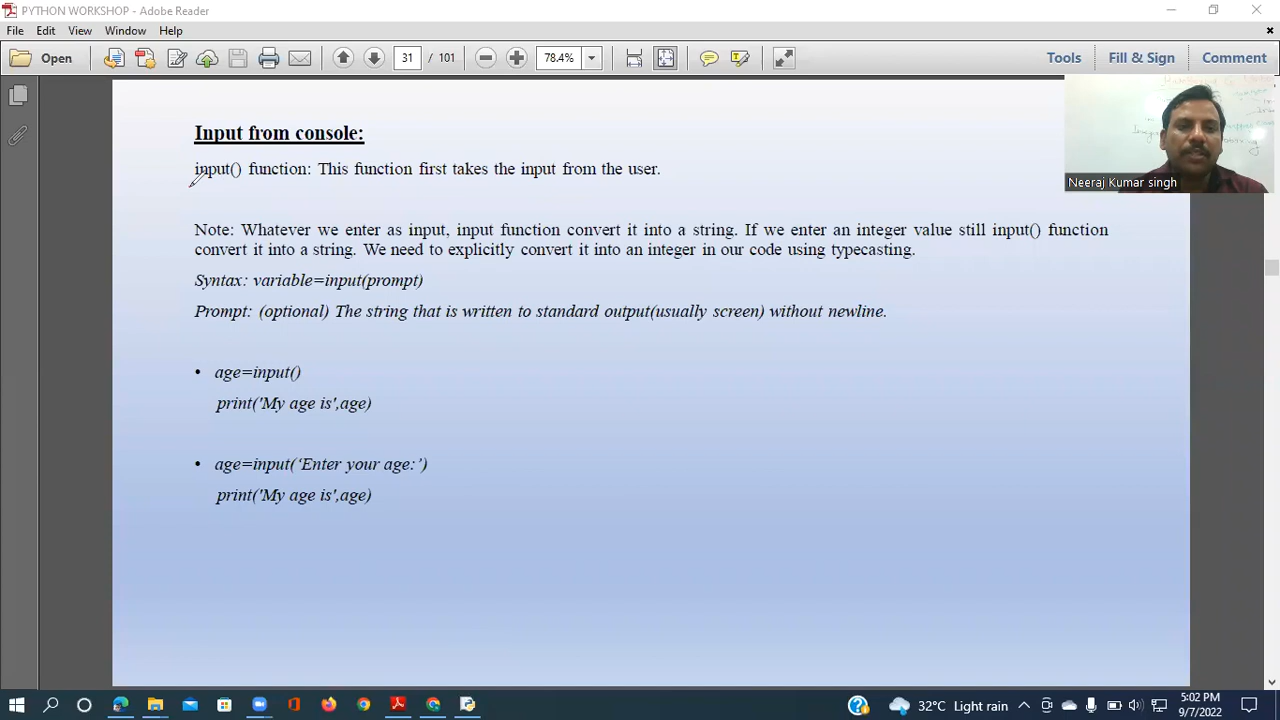 PYTHON WORKSHOP - Adobe Reader
File Edit View Window Help
Open 31 / 101 78.4% Tools Fill & Sign Comment
Input from console:
input() function: This function first takes the input from the user.
Neeraj Kumar singh
Note: Whatever we enter as input, input function convert it into a string. If we enter an integer value still input() function
convert it into a string. We need to explicitly convert it into an integer in our code using typecasting.
Syntax: variable=input(prompt)
Prompt: (optional) The string that is written to standard output(usually screen) without newline.
• age=input()
print('My age is',age)
• age=input(‘Enter your age:’)
print('My age is',age)
32°C Light rain
5:02 PM
9/7/2022